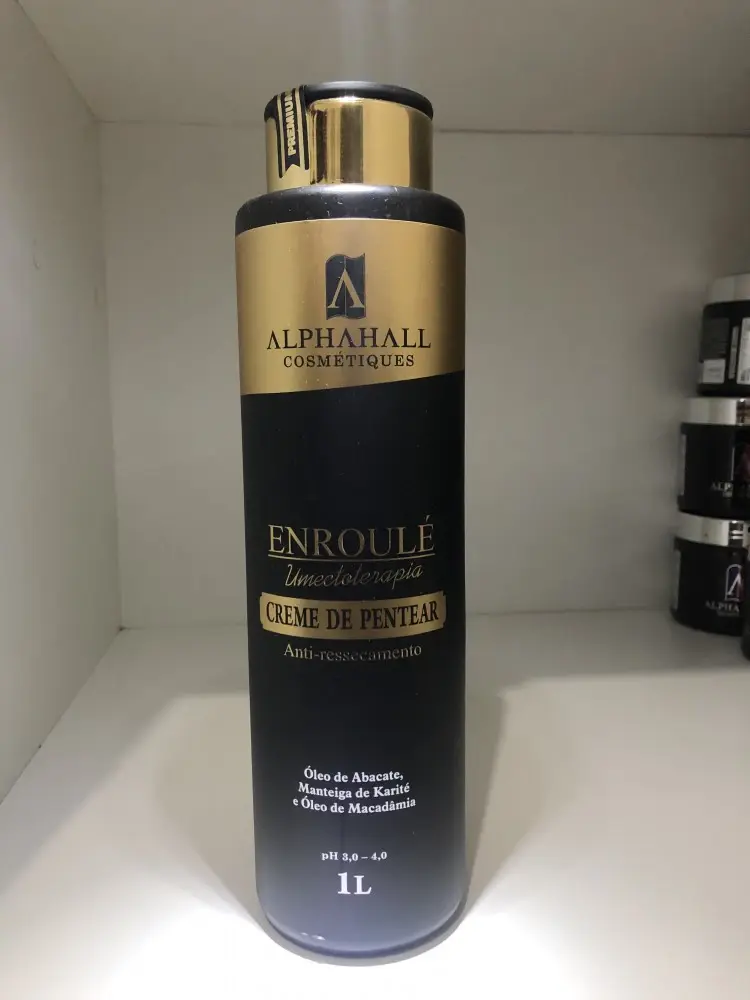 PREMIUM
ALPHAHALL
COSMÉTIQUES
ENROULÉ
Umectoterapia
CREME DE PENTEAR
Anti-ressecamento
Óleo de Abacate,
Manteiga de Karité
e Óleo de Macadâmia
pH 3,0 – 4,0
1L
ALPHA